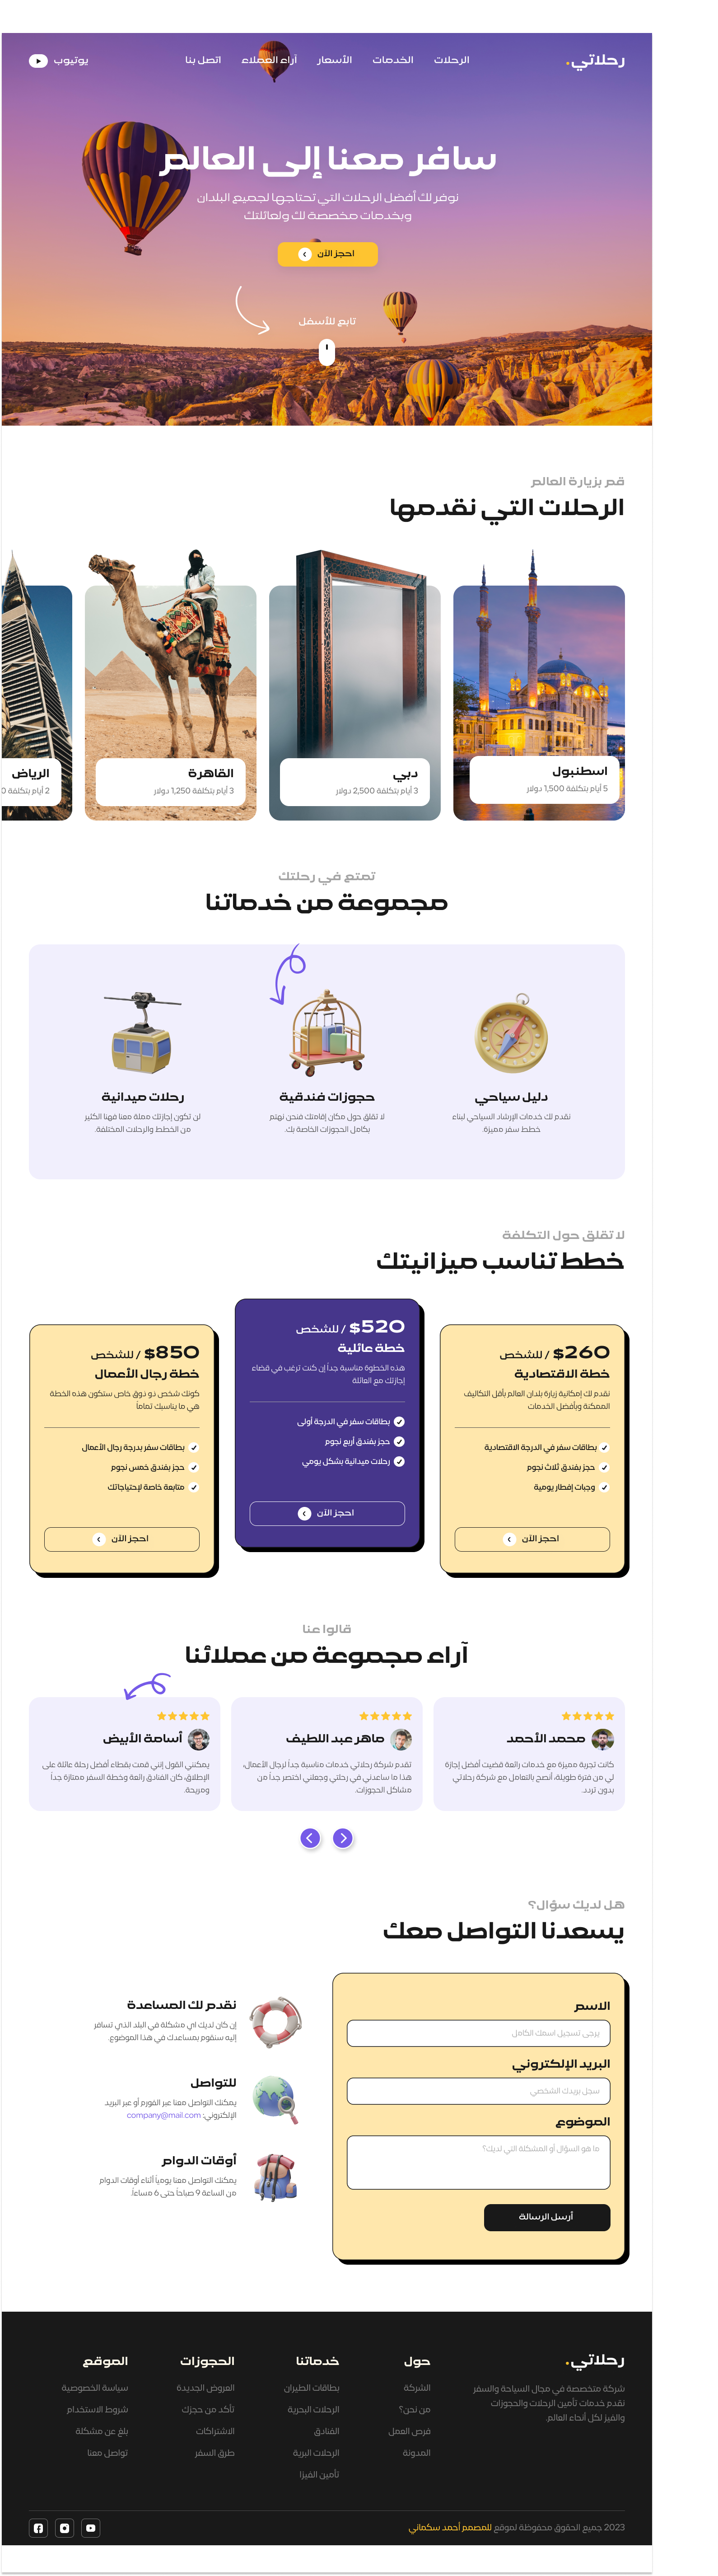 رحلاتي.
الرحلات
الخدمات
الأسعار
آراء العملاء
اتصل بنا
يوتيوب
سافر معنا إلى العالم
نوفر لك أفضل الرحلات التي تحتاجها لجميع البلدان
وبخدمات مخصصة لك ولعائلتك
احجز الآن
تابع للأسفل
قم بزيارة العالم
الرحلات التي نقدمها
اسطنبول
5 أيام بتكلفة 1,500 دولار
دبي
3 أيام بتكلفة 2,500 دولار
القاهرة
3 أيام بتكلفة 1,250 دولار
الرياض
2 أيام بتكلفة
تمتع في رحلتك
مجموعة من خدماتنا
دليل سياحي
نقدم لك خدمات الإرشاد السياحي لبناء
خطط سفر مميزة.
حجوزات فندقية
لا تقلق حول مكان إقامتك فنحن نهتم
بكامل الحجوزات الخاصة بك.
رحلات ميدانية
لن تكون إجازتك مملة معنا فهنا الكثير
من الخطط والرحلات المختلفة.
لا تقلق حول التكلفة
خطط تناسب ميزانيتك
$260 / للشخص
خطة الاقتصادية
نقدم لك إمكانية زيارة بلدان العالم بأقل التكاليف
الممكنة وبأفضل الخدمات
بطاقات سفر في الدرجة الاقتصادية
حجز بفندق ثلاث نجوم
وجبات إفطار يومية
احجز الآن
$520 / للشخص
خطة عائلية
هذه الخطوة مناسبة جداً إن كنت ترغب في قضاء
إجازتك مع العائلة
بطاقات سفر في الدرجة أولى
حجز بفندق أربع نجوم
رحلات ميدانية بشكل يومي
احجز الآن
$850 / للشخص
خطة رجال الأعمال
كونك شخص ذو ذوق خاص ستكون هذه الخطة
هي ما يناسبك تماماً
بطاقات سفر بدرجة رجال الأعمال
حجز بفندق خمس نجوم
متابعة خاصة لإحتياجاتك
احجز الآن
قالوا عنا
آراء مجموعة من عملائنا
محمد الأحمد
كانت تجربة مميزة مع خدمات رائعة قضيت أفضل إجازة
لي من فترة طويلة، أنصح بالتعامل مع شركة رحلاتي
بدون تردد.
ماهر عبد اللطيف
تقدم شركة رحلاتي خدمات مناسبة جداً لرجال الأعمال،
هذا ما ساعدني في رحلتي وجعلني اختصر جداً من
مشاكل الحجوزات.
أسامة الأبيض
يمكنني القول إنني قمت بقضاء أفضل رحلة عائلة على
الإطلاق، كان الفنادق رائعة وخطة السفر ممتازة جداً
ومريحة.
هل لديك سؤال؟
يسعدنا التواصل معك
الاسم
يرجى تسجيل اسمك الكامل
البريد الإلكتروني
سجل بريدك الشخصي
الموضوع
ما هو السؤال أو المشكلة التي لديك؟
أرسل الرسالة
نقدم لك المساعدة
إن كان لديك اي مشكلة في البلد الذي تسافر
إليه سنقوم بمساعدك في هذا الموضوع.
للتواصل
يمكنك التواصل معنا عبر الفورم أو عبر البريد
الإلكتروني: company@mail.com
أوقات الدوام
يمكنك التواصل معنا يومياً أثناء أوقات الدوام
من الساعة 9 صباحاً حتى 6 مساءاً.
رحلاتي.
شركة متخصصة في مجال السياحة والسفر
نقدم خدمات تأمين الرحلات والحجوزات
والفيز لكل أنحاء العالم.
حول
الشركة
من نحن؟
فرص العمل
المدونة
خدماتنا
بطاقات الطيران
الرحلات البحرية
الفنادق
الرحلات البرية
تأمين الفيزا
الحجوزات
العروض الجديدة
تأكد من حجزك
الاشتراكات
طرق السفر
الموقع
سياسة الخصوصية
شروط الاستخدام
بلغ عن مشكلة
تواصل معنا
2023 جميع الحقوق محفوظة لموقع للمصمم أحمد سكماني